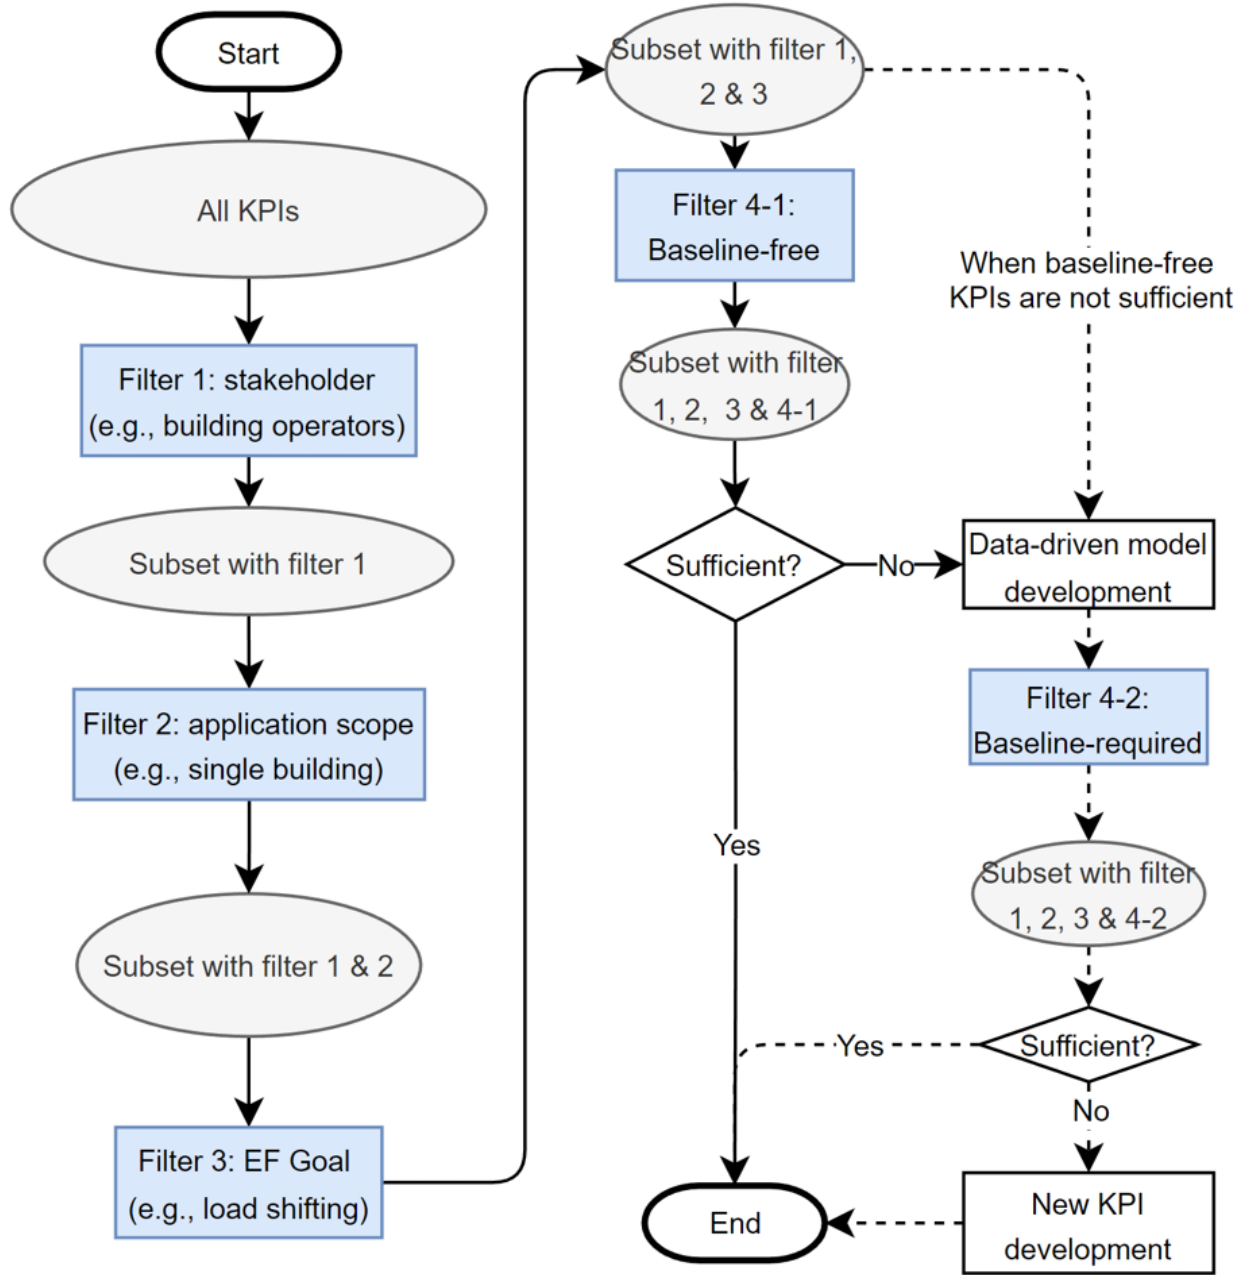 Start
All KPIs
Filter 1: stakeholder
(e.g., building operators)
Subset with filter 1
Filter 2: application scope
(e.g., single building)
Subset with filter 1 & 2
Filter 3: EF Goal
(e.g., load shifting)
Subset with filter 1,
2 & 3
Filter 4-1:
Baseline-free
Subset with filter
1, 2, 3 & 4-1
Sufficient?
No
Yes
When baseline-free
KPIs are not sufficient
Data-driven model
development
Filter 4-2:
Baseline-required
Subset with filter
1, 2, 3 & 4-2
Sufficient?
Yes
No
New KPI
development
End